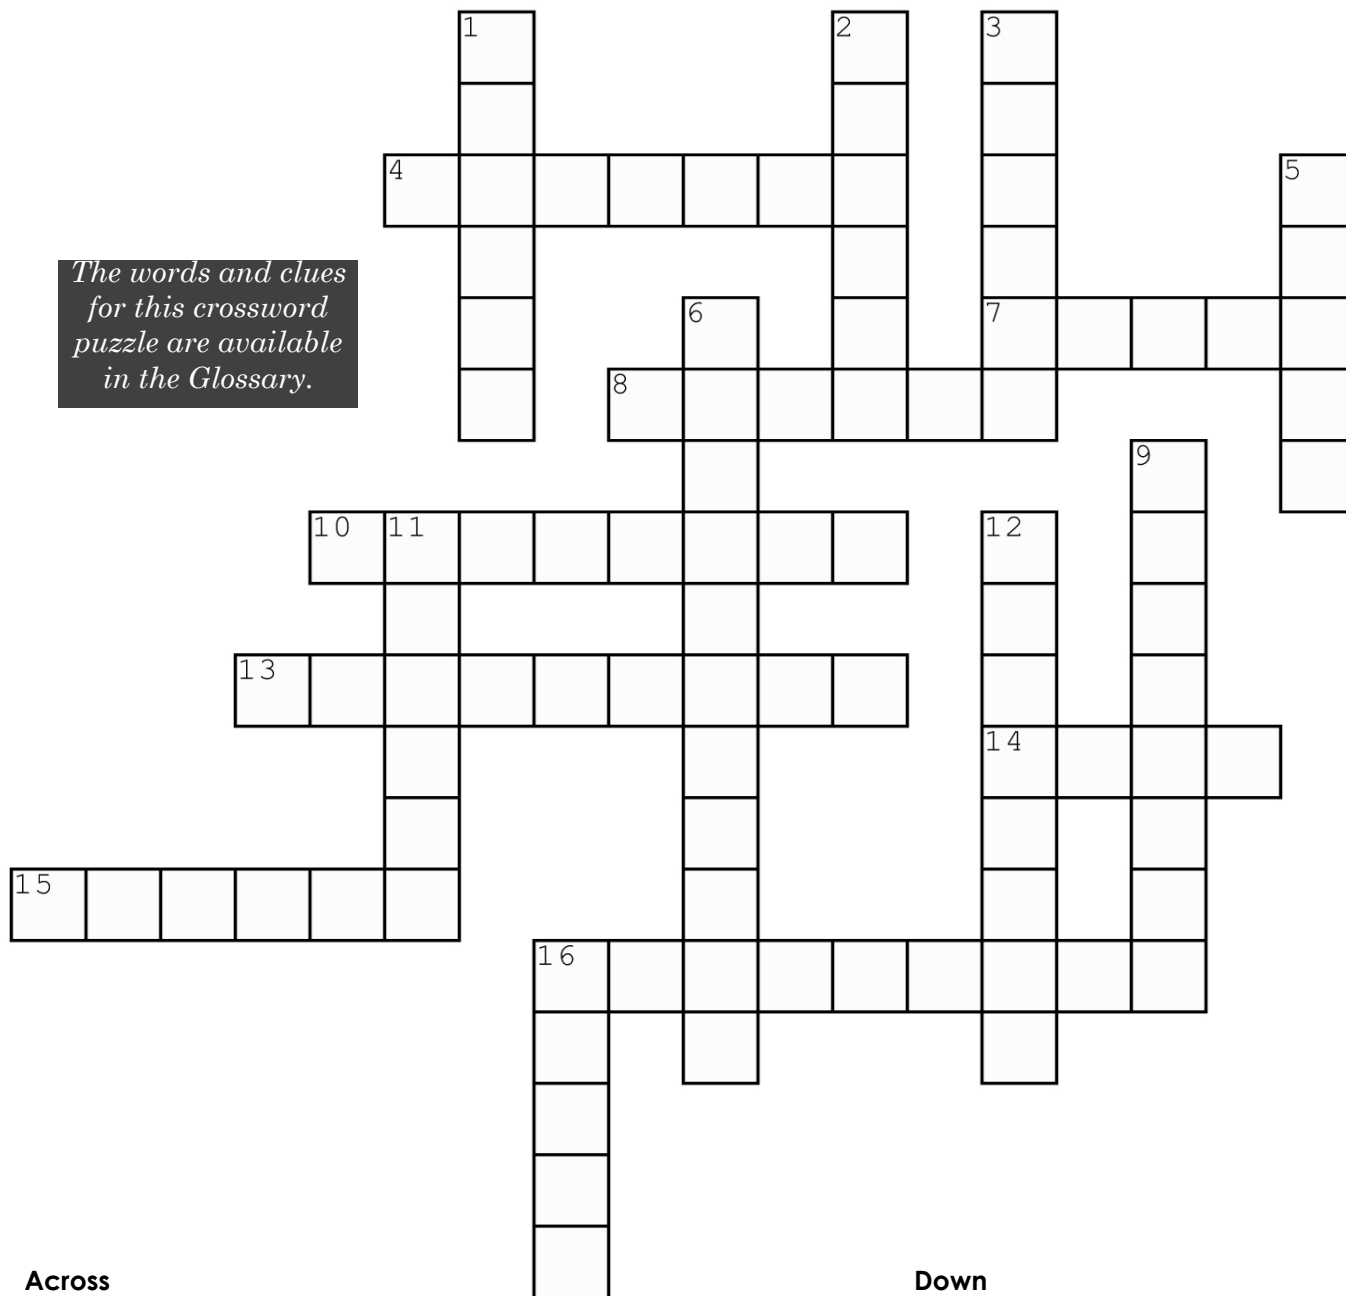 1 2 3
4 5
The words and clues
for this crossword
puzzle are available
in the Glossary.
6 7
8
9
10 11 12
13
14
15
16
Across Down